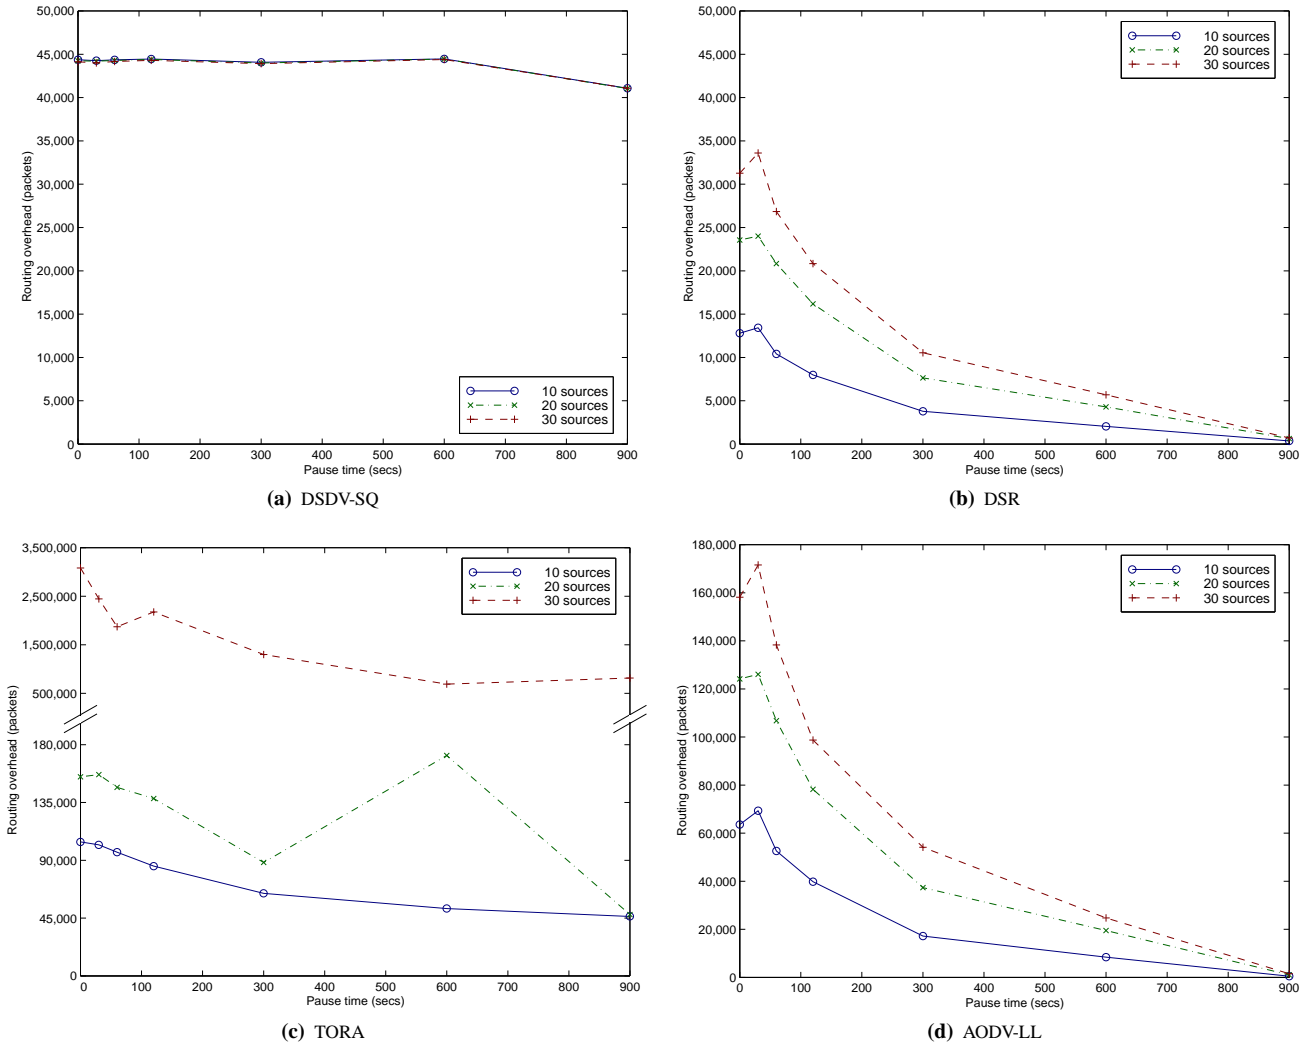 50,000
45,000
40,000
35,000
30,000
25,000
20,000
15,000
10,000
5,000
0
Routing overhead (packets)
10 sources
20 sources
30 sources
0 100 200 300 400 500 600 700 800 900
Pause time (secs)
(a) DSDV-SQ
50,000
45,000
40,000
35,000
30,000
25,000
20,000
15,000
10,000
5,000
0
Routing overhead (packets)
10 sources
20 sources
30 sources
0 100 200 300 400 500 600 700 800 900
Pause time (secs)
(b) DSR
3,500,000
2,500,000
1,500,000
500,000
180,000
135,000
90,000
45,000
0
Routing overhead (packets)
10 sources
20 sources
30 sources
0 100 200 300 400 500 600 700 800 900
Pause time (secs)
(c) TORA
180,000
160,000
140,000
120,000
100,000
80,000
60,000
40,000
20,000
0
Routing overhead (packets)
10 sources
20 sources
30 sources
0 100 200 300 400 500 600 700 800 900
Pause time (secs)
(d) AODV-LL